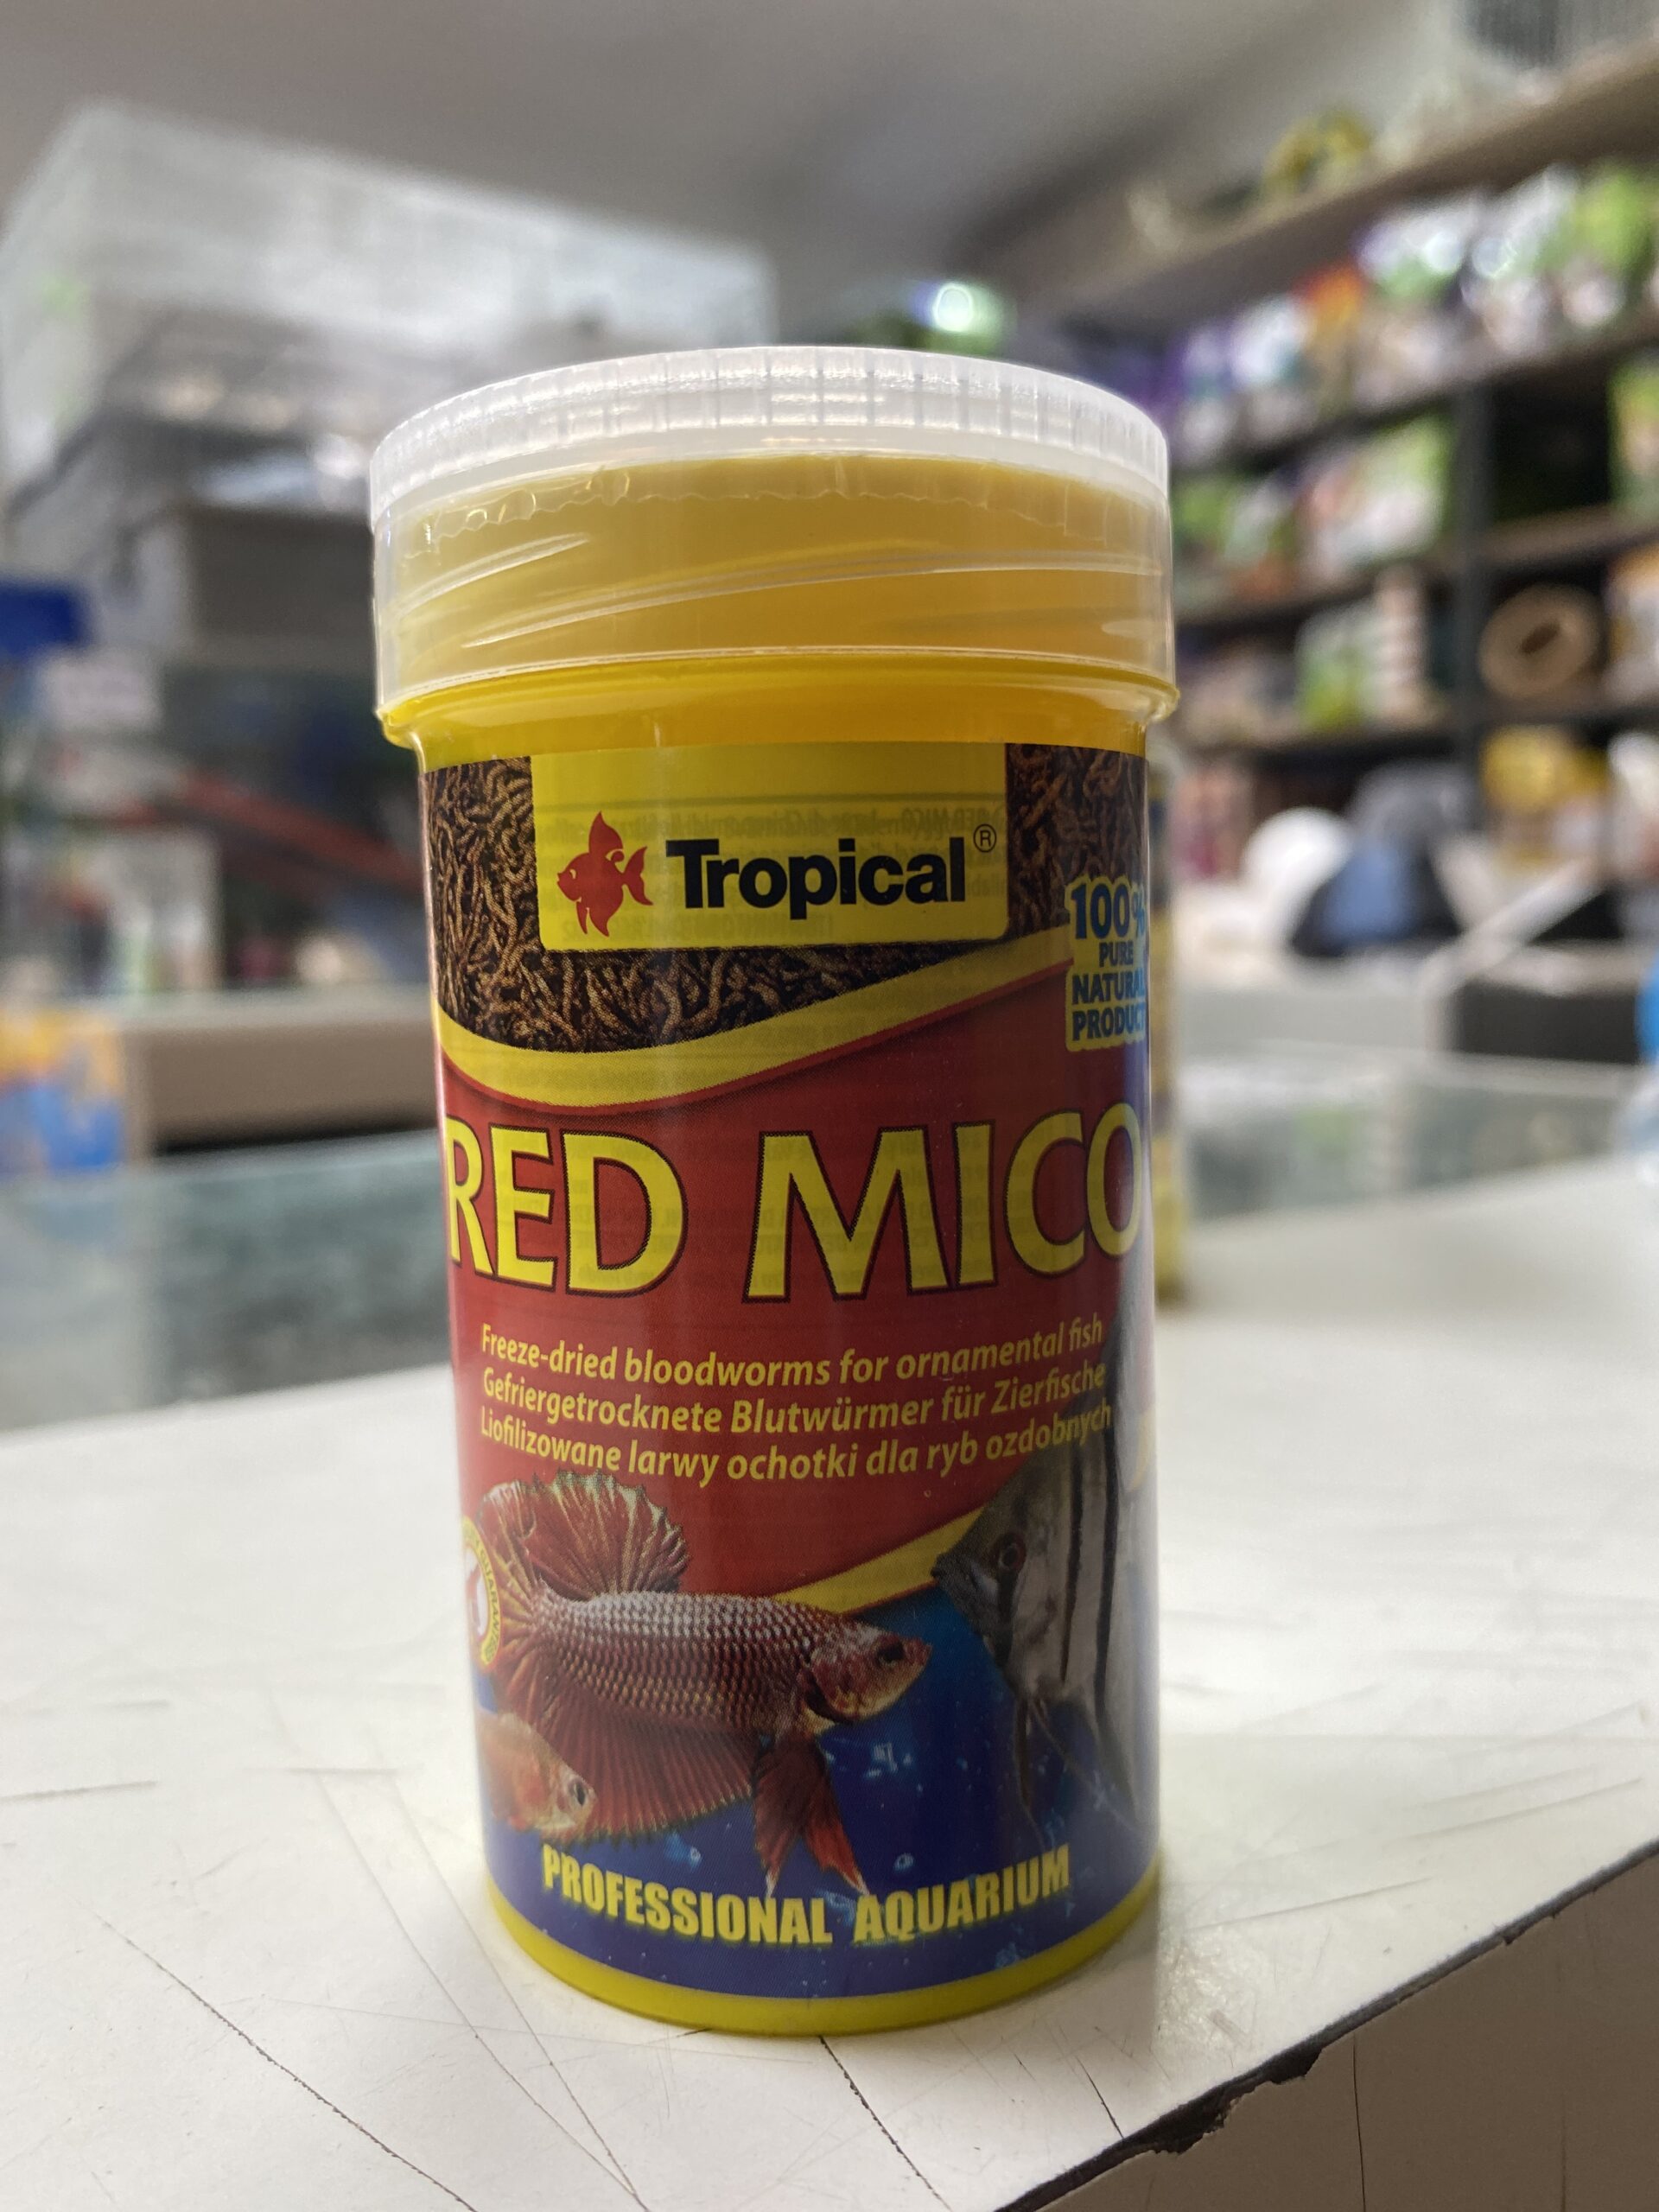 Tropical®
100%
PURE
NATURAL
PRODUCT
RED MICO
Freeze-dried bloodworms for ornamental fish
Gefriergetrocknete Blutwürmer für Zierfische
Liofilizowane larwy ochotki dla ryb ozdobnych
PROFESSIONAL AQUARIUM